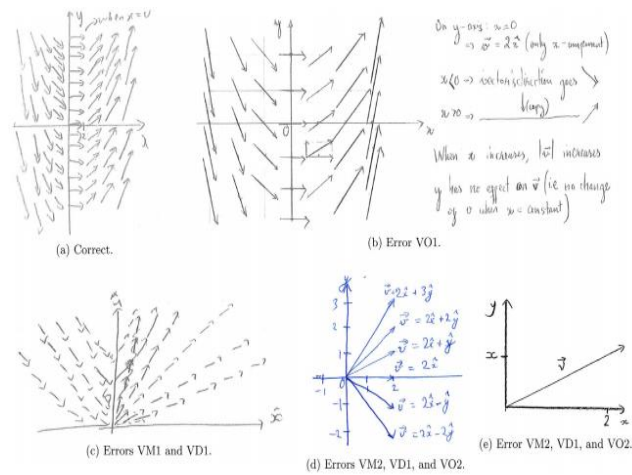 y when x=0
x
(a) Correct.
y
0
x
(b) Error VO1.
On y-axis: x=0
⇒ v⃗ = 2x̂ (only x-component)
x<0 → vector's direction goes
x>0 ⇒
When x increases, |v⃗| increases
y has no effect on v⃗ (i.e. no change
of v when x = constant)
x̂
(c) Errors VM1 and VD1.
y
v⃗=2x̂+3ŷ
3
v⃗=2x̂+2ŷ
2
v⃗=2x̂+ŷ
1
v⃗=2x̂
-1 0 1 2
-1
v⃗=2x̂-ŷ
-2
v⃗=2x̂-2ŷ
(d) Errors VM2, VD1, and VO2.
y
x
v⃗
2
x
(e) Error VM2, VD1, and VO2.